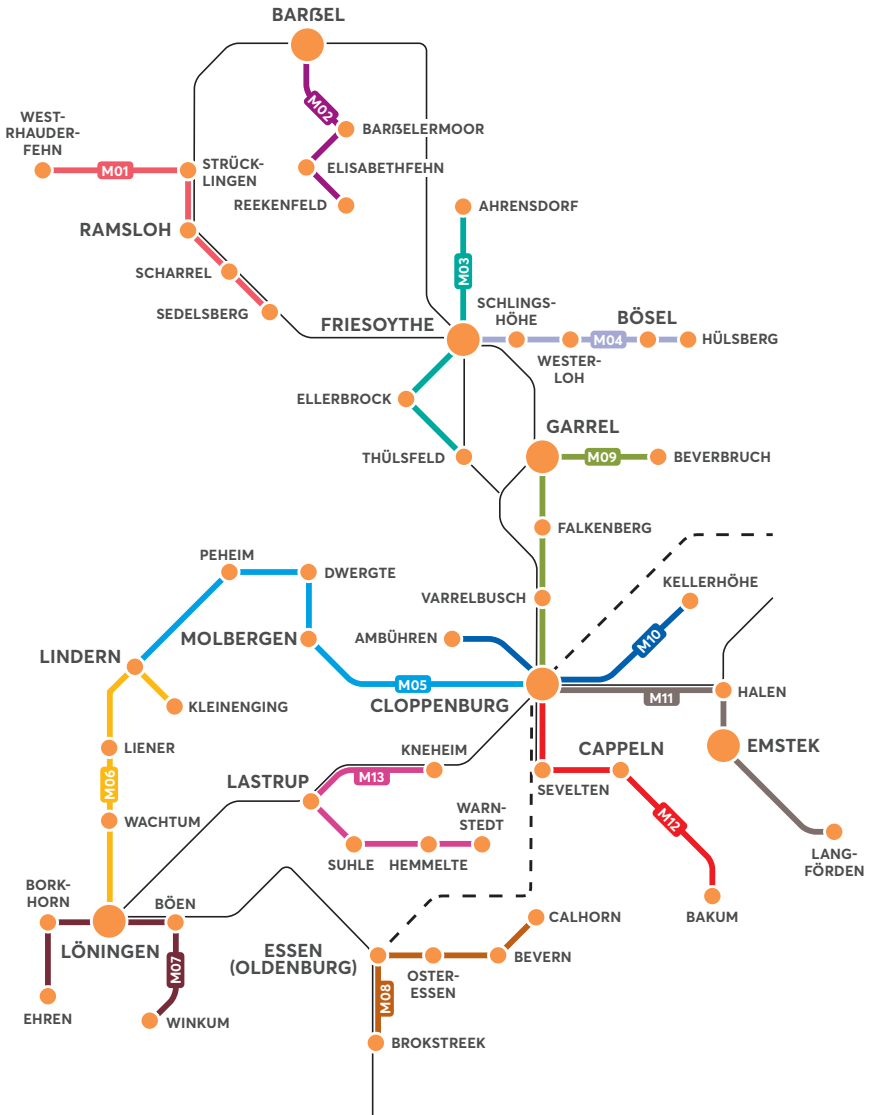 BARẞEL
WEST-
RHAUDER-
FEHN
M01
STRÜCK-
LINGEN
M02
BARẞELERMOOR
ELISABETHFEHN
REEKENFELD
RAMSLOH
SCHARREL
SEDELSBERG
AHRENSDORF
M03
FRIESOYTHE
SCHLINGS-
HÖHE
WESTER-
LOH
M04
BÖSEL
HÜLSBERG
ELLERBROCK
THÜLSFELD
GARREL
M09
BEVERBRUCH
FALKENBERG
VARRELBUSCH
PEHEIM
DWERGTE
MOLBERGEN
LINDERN
KLEINENGING
AMBÜHREN
KELLERHÖHE
M10
M05
CLOPPENBURG
M11
HALEN
EMSTEK
LANG-
FÖRDEN
LIENER
M06
WACHTUM
KNEHEIM
M13
LASTRUP
SUHLE
HEMMELTE
WARN-
STEDT
SEVELTEN
CAPPELN
M12
BAKUM
BORK-
HORN
BÖEN
LÖNINGEN
M07
EHREN
WINKUM
ESSEN
(OLDENBURG)
OSTER-
ESSEN
BEVERN
CALHORN
M08
BROKSTREEK